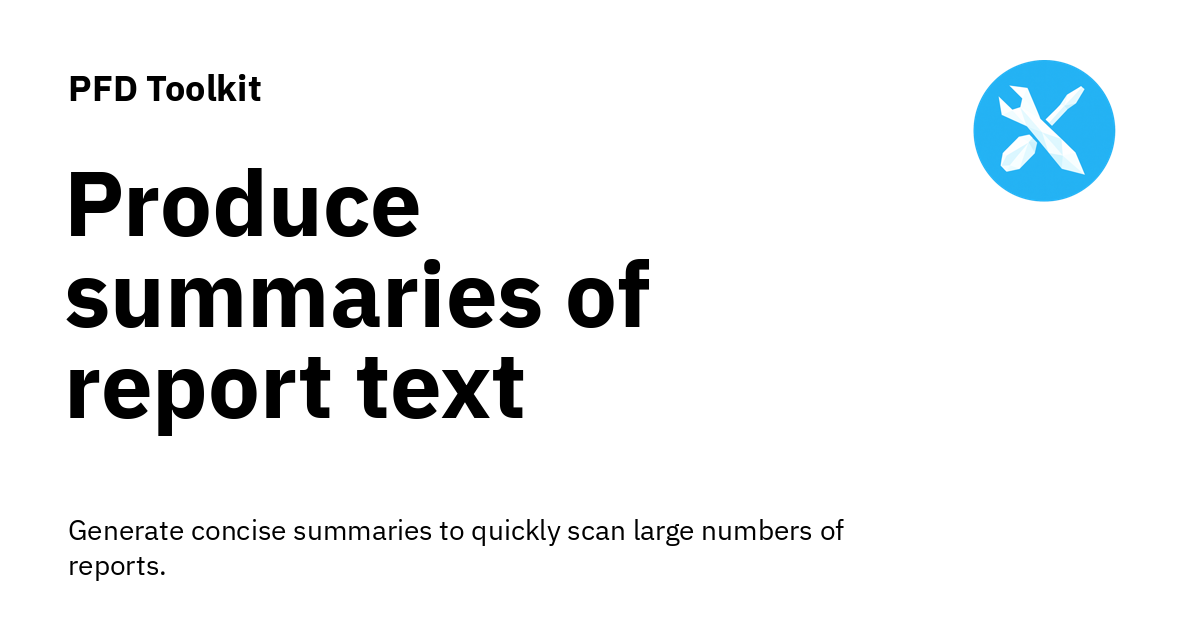 PFD Toolkit
Produce
summaries of
report text
Generate concise summaries to quickly scan large numbers of
reports.